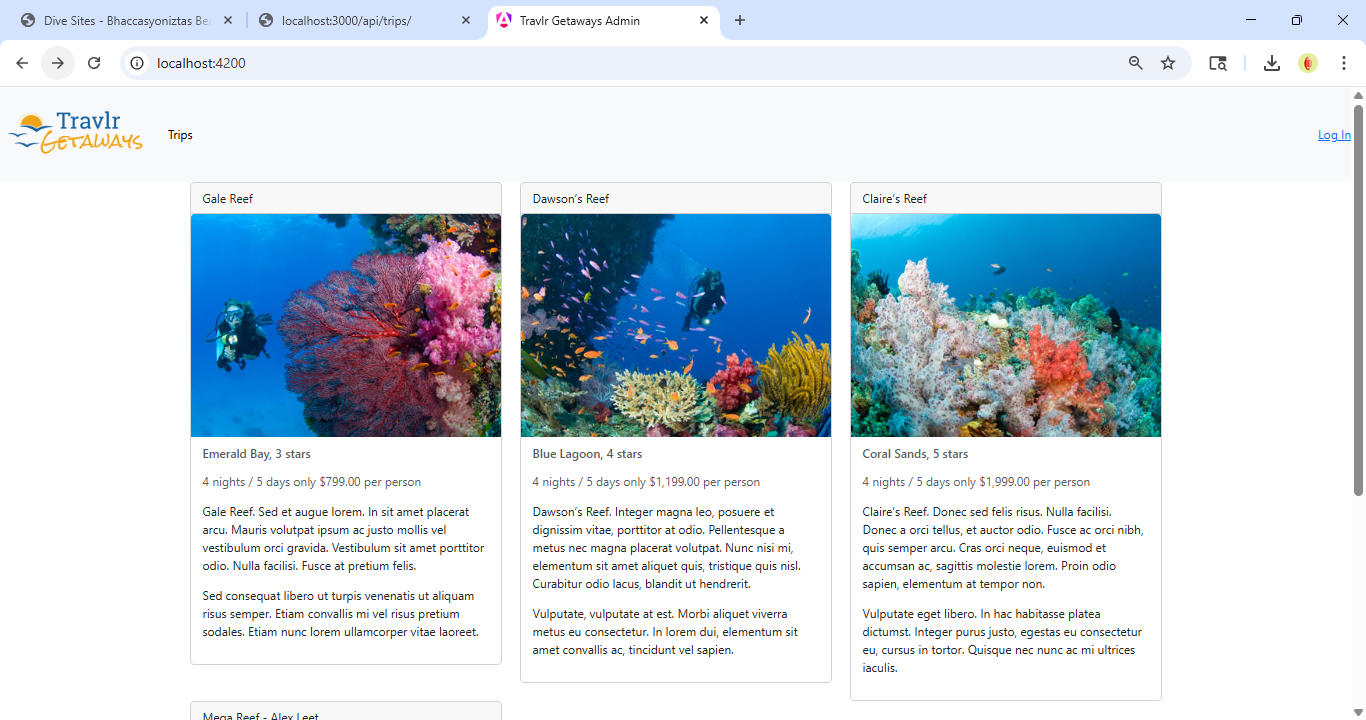 Dive Sites - Bhaccasyoniztas Be
localhost:3000/api/trips/
Travlr Getaways Admin
localhost:4200
Travlr
GETAWAYS
Trips
Log In
Gale Reef
Emerald Bay, 3 stars
4 nights / 5 days only $799.00 per person
Gale Reef. Sed et augue lorem. In sit amet placerat
arcu. Mauris volutpat ipsum ac justo mollis vel
vestibulum orci gravida. Vestibulum sit amet porttitor
odio. Nulla facilisi. Fusce at pretium felis.
Sed consequat libero ut turpis venenatis ut aliquam
risus semper. Etiam convallis mi vel risus pretium
sodales. Etiam nunc lorem ullamcorper vitae laoreet.
Dawson’s Reef
Blue Lagoon, 4 stars
4 nights / 5 days only $1,199.00 per person
Dawson’s Reef. Integer magna leo, posuere et
dignissim vitae, porttitor at odio. Pellentesque a
metus nec magna placerat volutpat. Nunc nisi mi,
elementum sit amet aliquet quis, tristique quis nisl.
Curabitur odio lacus, blandit ut hendrerit.
Vulputate, vulputate at est. Morbi aliquet viverra
metus eu consectetur. In lorem dui, elementum sit
amet convallis ac, tincidunt vel sapien.
Claire’s Reef
Coral Sands, 5 stars
4 nights / 5 days only $1,999.00 per person
Claire’s Reef. Donec sed felis risus. Nulla facilisi.
Donec a orci tellus, et auctor odio. Fusce ac orci nibh,
quis semper arcu. Cras orci neque, euismod et
accumsan ac, sagittis molestie lorem. Proin odio
sapien, elementum at tempor non.
Vulputate eget libero. In hac habitasse platea
dictumst. Integer purus justo, egestas eu consectetur
eu, cursus in tortor. Quisque nec nunc ac mi ultrices
iaculis.
Mega Reef - Alex Leet